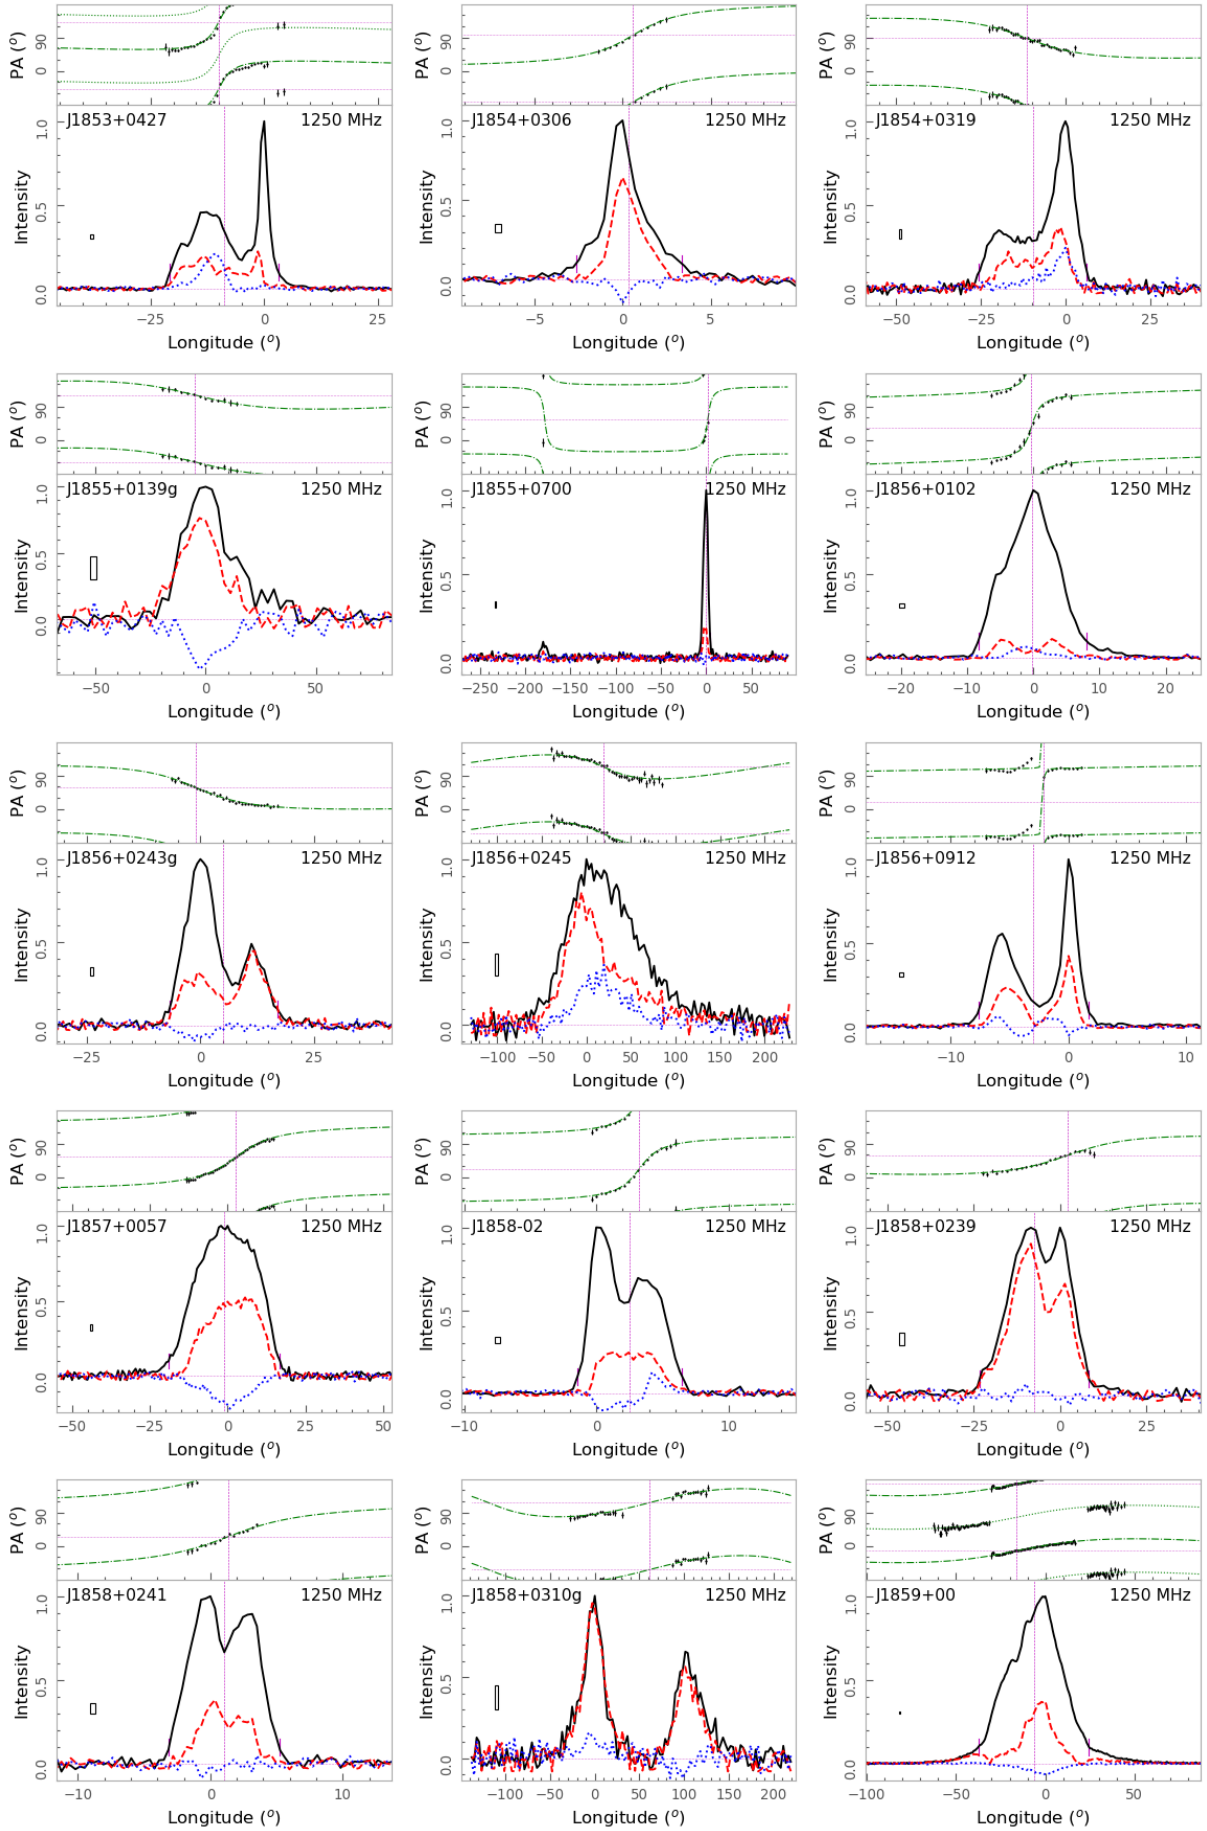 PA (°) 0 90
PA (°) 0 90
PA (°) 0 90
J1853+0427 1250 MHz
J1854+0306 1250 MHz
J1854+0319 1250 MHz
Intensity 0.0 0.5 1.0
Intensity 0.0 0.5 1.0
Intensity 0.0 0.5 1.0
−25 0 25
−5 0 5
−50 −25 0 25
Longitude (°)
Longitude (°)
Longitude (°)
PA (°) 0 90
PA (°) 0 90
PA (°) 0 90
J1855+0139g 1250 MHz
J1855+0700 1250 MHz
J1856+0102 1250 MHz
Intensity 0.0 0.5 1.0
Intensity 0.0 0.5 1.0
Intensity 0.0 0.5 1.0
−50 0 50
−250 −200 −150 −100 −50 0 50
−20 −10 0 10 20
Longitude (°)
Longitude (°)
Longitude (°)
PA (°) 0 90
PA (°) 0 90
PA (°) 0 90
J1856+0243g 1250 MHz
J1856+0245 1250 MHz
J1856+0912 1250 MHz
Intensity 0.0 0.5 1.0
Intensity 0.0 0.5 1.0
Intensity 0.0 0.5 1.0
−25 0 25
−100 −50 0 50 100 150 200
−10 0 10
Longitude (°)
Longitude (°)
Longitude (°)
PA (°) 0 90
PA (°) 0 90
PA (°) 0 90
J1857+0057 1250 MHz
J1858-02 1250 MHz
J1858+0239 1250 MHz
Intensity 0.0 0.5 1.0
Intensity 0.0 0.5 1.0
Intensity 0.0 0.5 1.0
−50 −25 0 25 50
−10 0 10
−50 −25 0 25
Longitude (°)
Longitude (°)
Longitude (°)
PA (°) 0 90
PA (°) 0 90
PA (°) 0 90
J1858+0241 1250 MHz
J1858+0310g 1250 MHz
J1859+00 1250 MHz
Intensity 0.0 0.5 1.0
Intensity 0.0 0.5 1.0
Intensity 0.0 0.5 1.0
−10 0 10
−100 −50 0 50 100 150 200
−100 −50 0 50
Longitude (°)
Longitude (°)
Longitude (°)